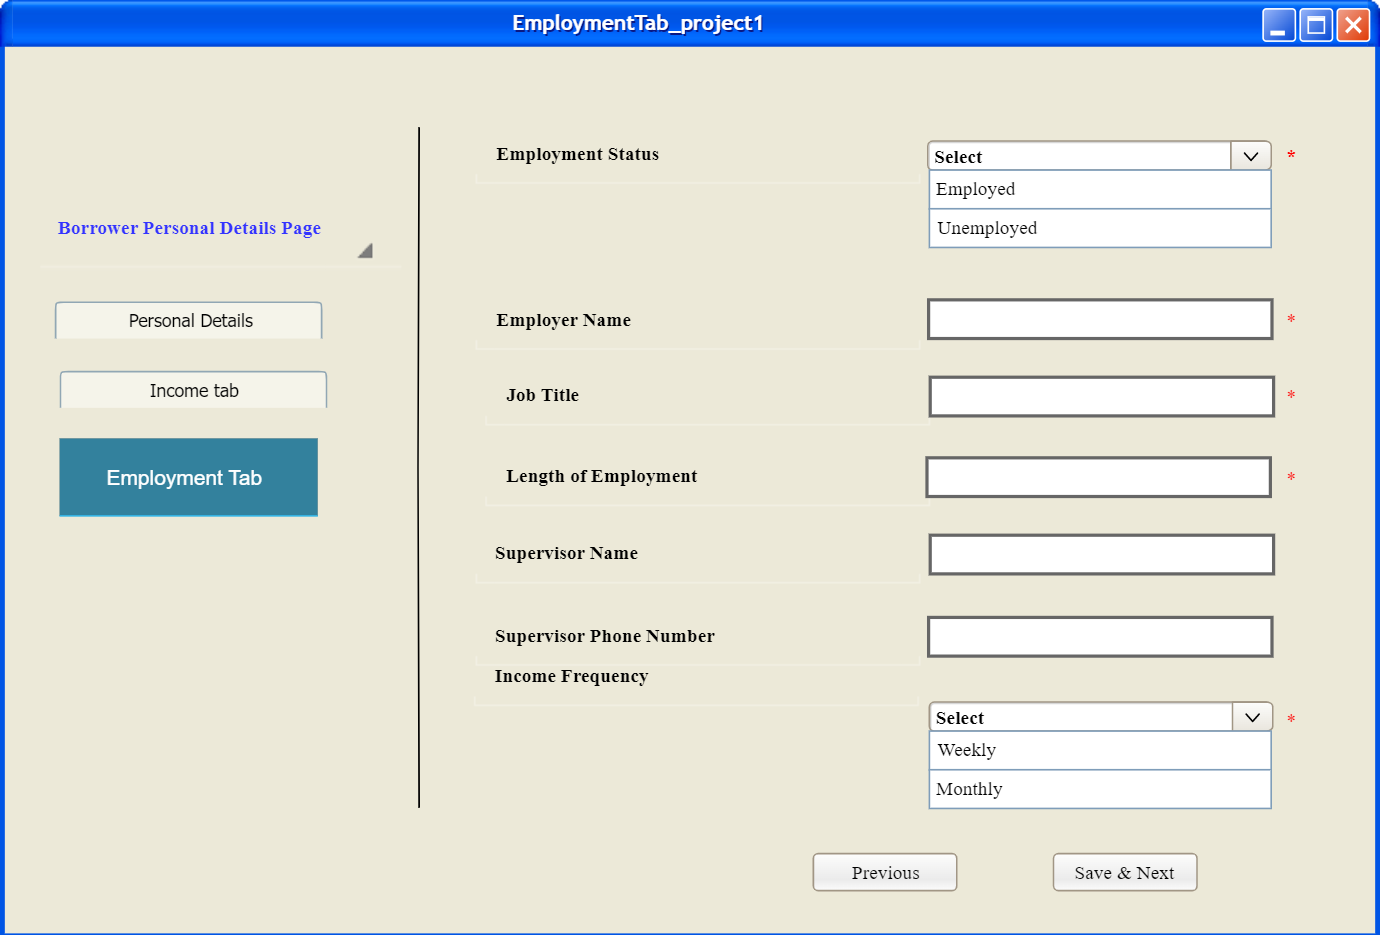 EmploymentTab_project1
Borrower Personal Details Page
Personal Details
Income tab
Employment Tab
Employment Status
Select
*
Employed
Unemployed
Employer Name
*
Job Title
*
Length of Employment
*
Supervisor Name
Supervisor Phone Number
Income Frequency
Select
*
Weekly
Monthly
Previous
Save & Next